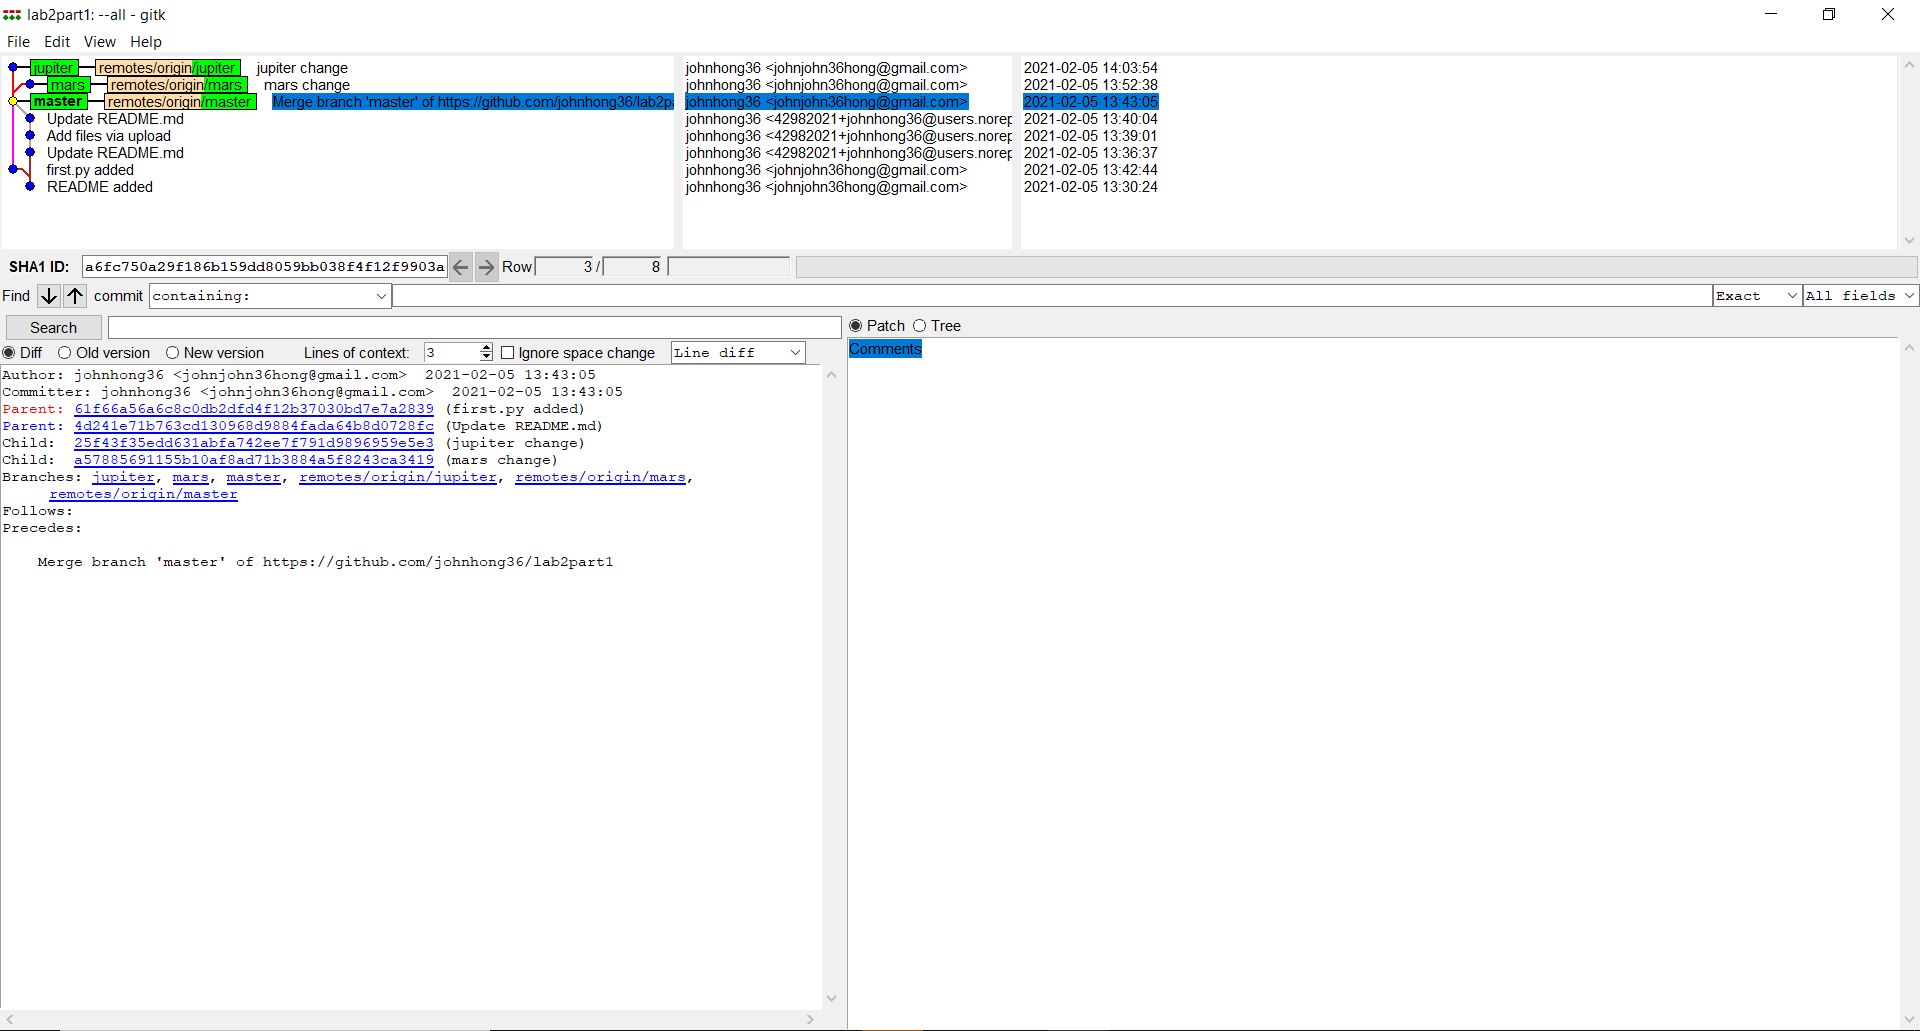 lab2part1: --all - gitk
File Edit View Help
jupiter remotes/origin/jupiter jupiter change johnhong36 <johnjohn36hong@gmail.com> 2021-02-05 14:03:54
mars remotes/origin/mars mars change johnhong36 <johnjohn36hong@gmail.com> 2021-02-05 13:52:38
master remotes/origin/master Merge branch 'master' of https://github.com/johnhong36/lab2p johnhong36 <johnjohn36hong@gmail.com> 2021-02-05 13:43:05
Update README.md johnhong36 <42982021+johnhong36@users.norep 2021-02-05 13:40:04
Add files via upload johnhong36 <42982021+johnhong36@users.norep 2021-02-05 13:39:01
Update README.md johnhong36 <42982021+johnhong36@users.norep 2021-02-05 13:36:37
first.py added johnhong36 <johnjohn36hong@gmail.com> 2021-02-05 13:42:44
README added johnhong36 <johnjohn36hong@gmail.com> 2021-02-05 13:30:24
SHA1 ID: a6fc750a29f186b159dd8059bb038f4f12f9903a Row 3 / 8
Find commit containing: Exact All fields
Search Patch Tree
Diff Old version New version Lines of context: 3 Ignore space change Line diff Comments
Author: johnhong36 <johnjohn36hong@gmail.com> 2021-02-05 13:43:05
Committer: johnhong36 <johnjohn36hong@gmail.com> 2021-02-05 13:43:05
Parent: 61f66a56a6c8c0db2dfd4f12b37030bd7e7a2839 (first.py added)
Parent: 4d241e71b763cd130968d9884fada64b8d0728fc (Update README.md)
Child: 25f43f35edd631abfa742ee7f791d9896959e5e3 (jupiter change)
Child: a57885691155b10af8ad71b3884a5f8243ca3419 (mars change)
Branches: jupiter, mars, master, remotes/origin/jupiter, remotes/origin/mars,
remotes/origin/master
Follows:
Precedes:
Merge branch 'master' of https://github.com/johnhong36/lab2part1